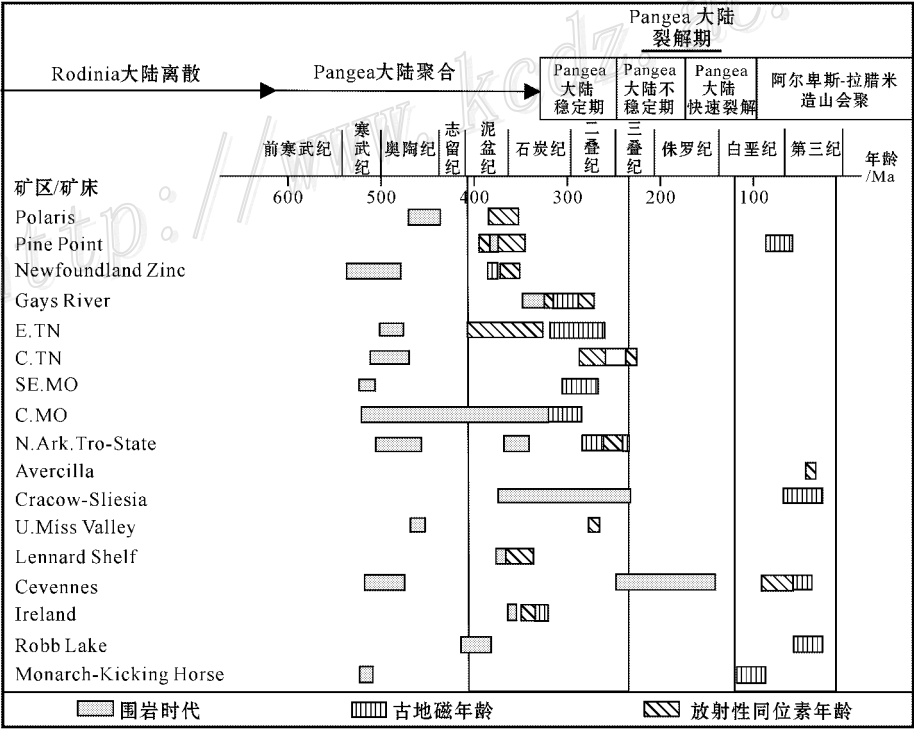 Pangea 大陆
裂解期
Rodinia大陆离散
Pangea大陆聚合
Pangea
大陆
稳定期
Pangea
大陆不
稳定期
Pangea
大陆
快速裂解
阿尔卑斯-拉腊米
造山会聚
前寒武纪
寒武纪
奥陶纪
志留纪
泥盆纪
石炭纪
二叠纪
三叠纪
侏罗纪
白垩纪
第三纪
年龄
/Ma
矿区/矿床
600 500 400 300 200 100
Polaris
Pine Point
Newfoundland Zinc
Gays River
E.TN
C.TN
SE.MO
C.MO
N.Ark.Tro-State
Avercilla
Cracow-Sliesia
U.Miss Valley
Lennard Shelf
Cevennes
Ireland
Robb Lake
Monarch-Kicking Horse
围岩时代 古地磁年龄 放射性同位素年龄